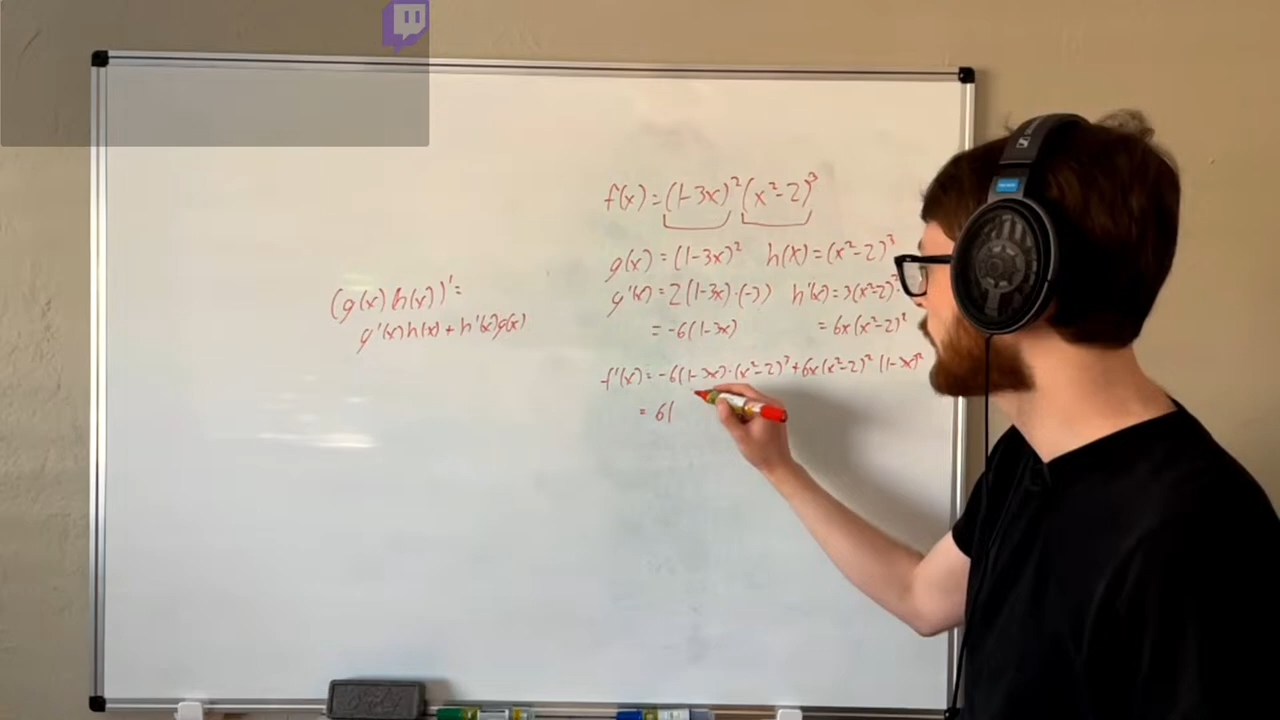 f(x) = (1-3x)²(x²-2)³
g(x) = (1-3x)² h(x) = (x²-2)³
g'(x) = 2(1-3x)·(-3) h'(x) = 3(x²-2)²·
= -6(1-3x) = 6x(x²-2)²
f'(x) = -6(1-3x)·(x²-2)³ + 6x(x²-2)² (1-3x)²
= 6(
(g(x) h(x))' =
g'(x)h(x) + h'(x)g(x)